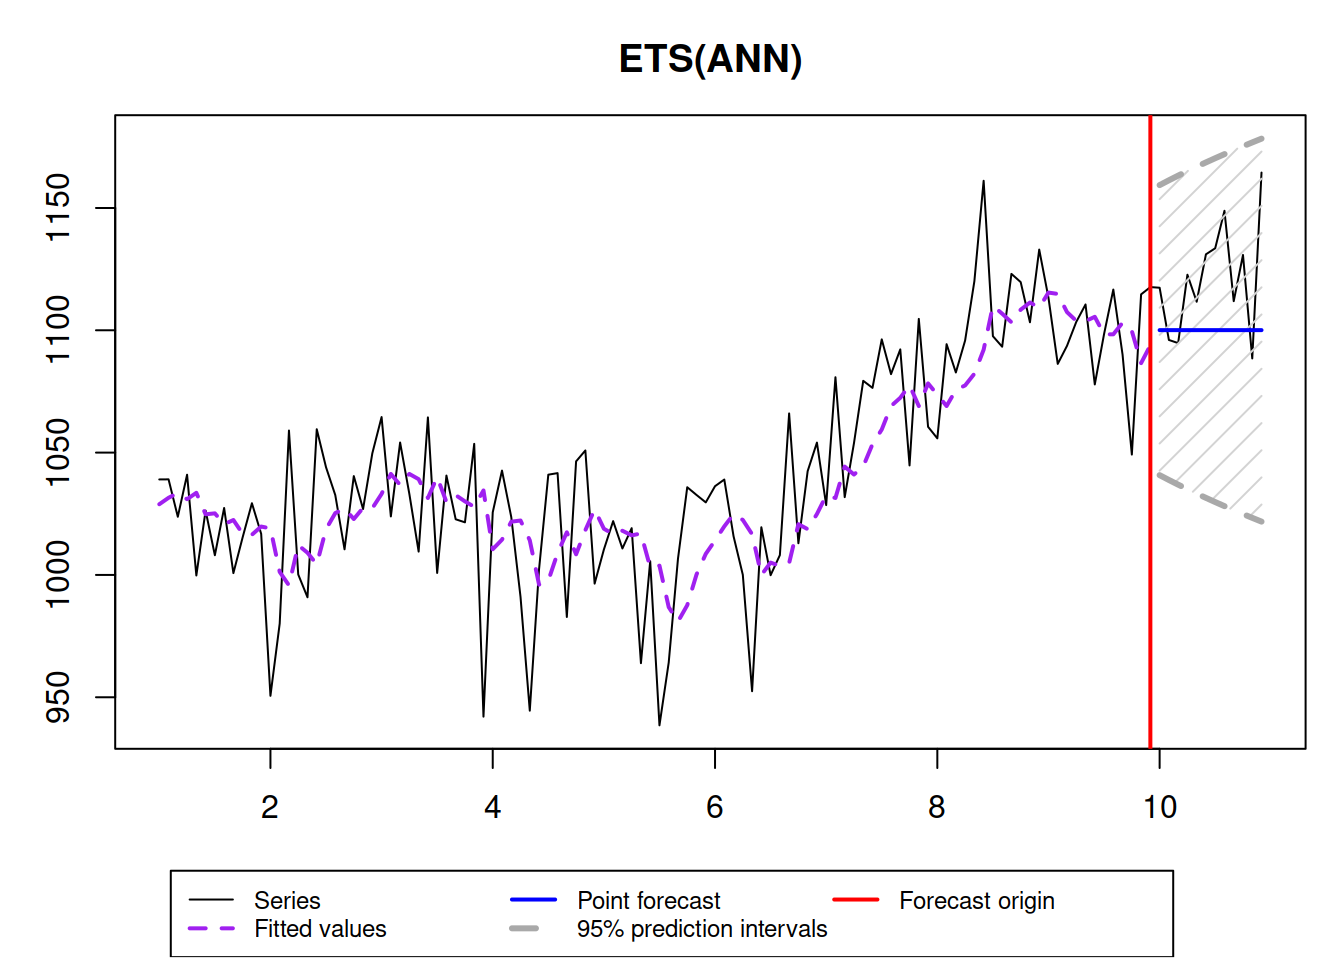 ETS(ANN)
1150
1100
1050
1000
950
2 4 6 8 10
Series Point forecast Forecast origin
Fitted values 95% prediction intervals